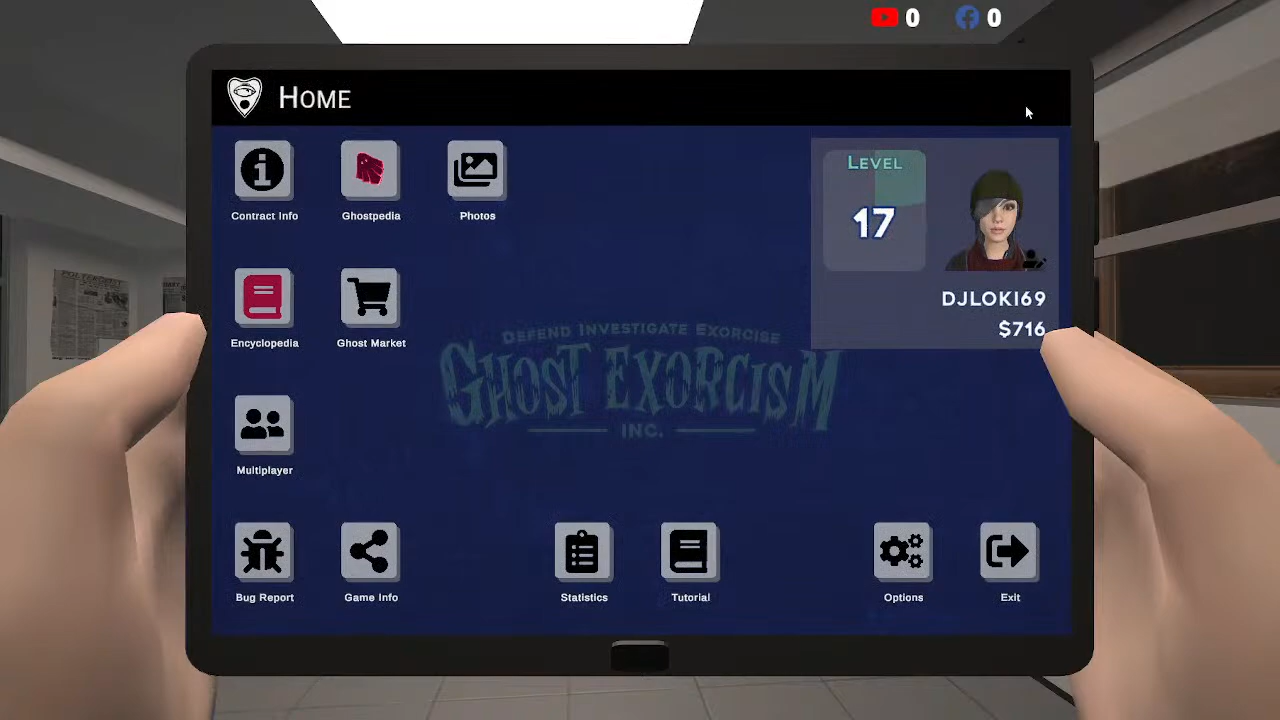 0 0
HOME
Contract Info Ghostpedia Photos
LEVEL
17
DJLOKI69
$716
Encyclopedia Ghost Market
DEFEND INVESTIGATE EXORCISE
GHOST EXORCISM
INC.
Multiplayer
Bug Report Game Info Statistics Tutorial Options Exit